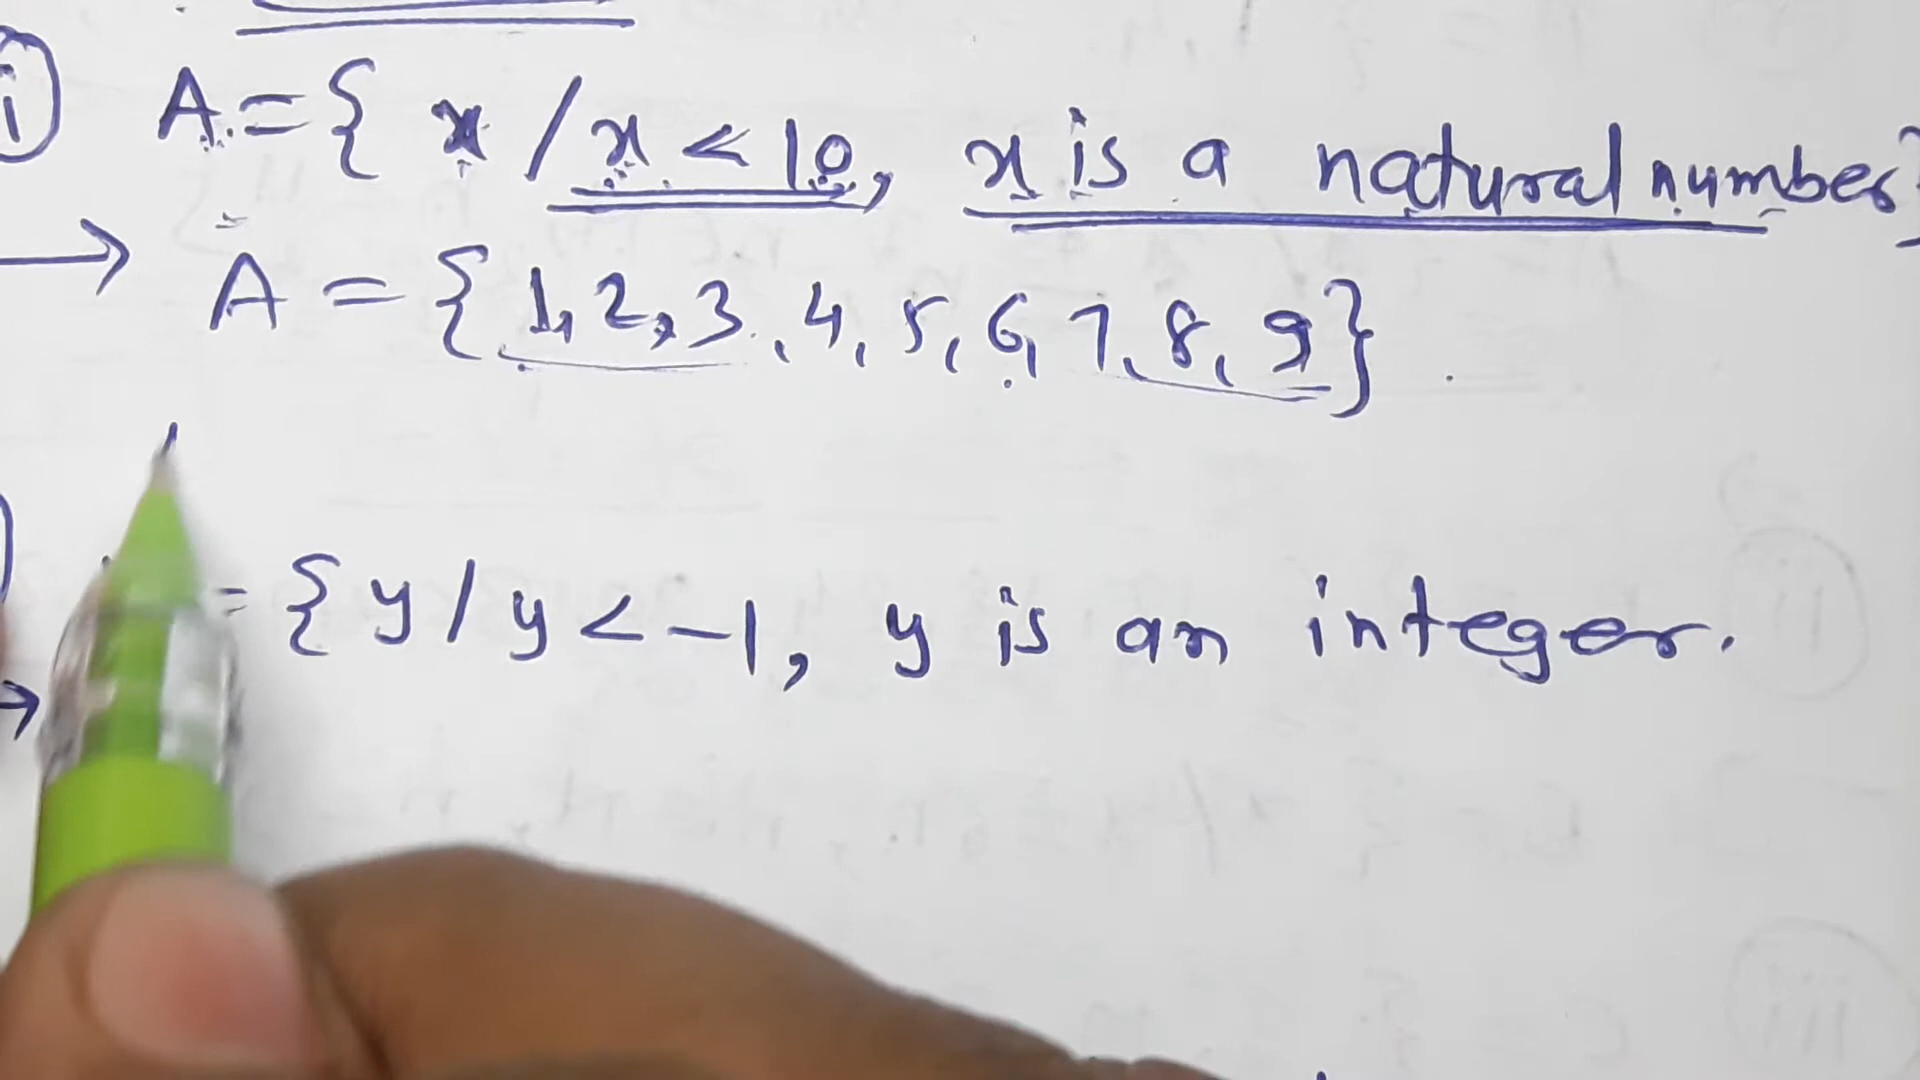 i A = { x / x < 10, x is a natural number}
→ A = { 1, 2, 3, 4, 5, 6, 7, 8, 9 }
= { y / y < -1, y is an integer.
→